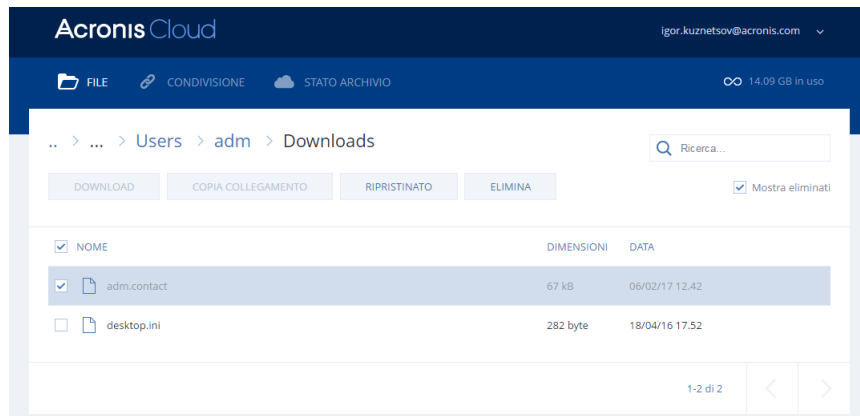 Acronis Cloud
igor.kuznetsov@acronis.com
FILE CONDIVISIONE STATO ARCHIVIO 14.09 GB in uso
.. > ... > Users > adm > Downloads
Ricerca...
DOWNLOAD COPIA COLLEGAMENTO RIPRISTINATO ELIMINA Mostra eliminati
NOME DIMENSIONI DATA
adm.contact 67 kB 06/02/17 12.42
desktop.ini 282 byte 18/04/16 17.52
1-2 di 2